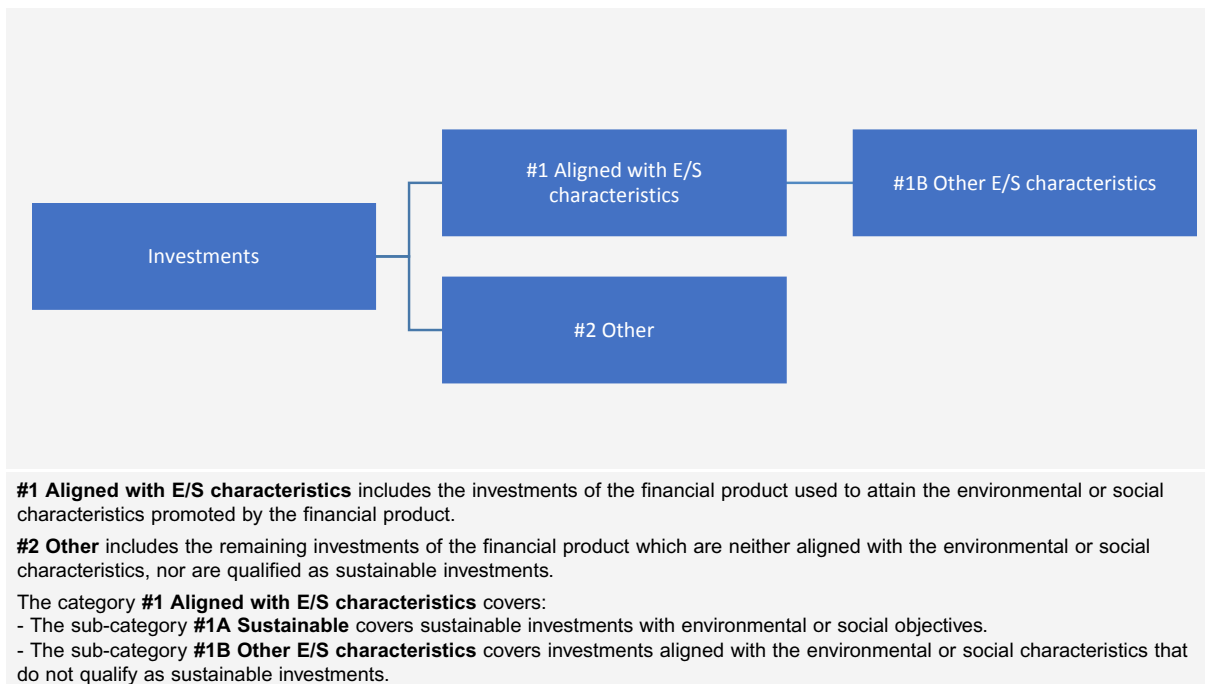 #1 Aligned with E/S
characteristics
#1B Other E/S characteristics
Investments
#2 Other
#1 Aligned with E/S characteristics includes the investments of the financial product used to attain the environmental or social
characteristics promoted by the financial product.
#2 Other includes the remaining investments of the financial product which are neither aligned with the environmental or social
characteristics, nor are qualified as sustainable investments.
The category #1 Aligned with E/S characteristics covers:
- The sub-category #1A Sustainable covers sustainable investments with environmental or social objectives.
- The sub-category #1B Other E/S characteristics covers investments aligned with the environmental or social characteristics that
do not qualify as sustainable investments.